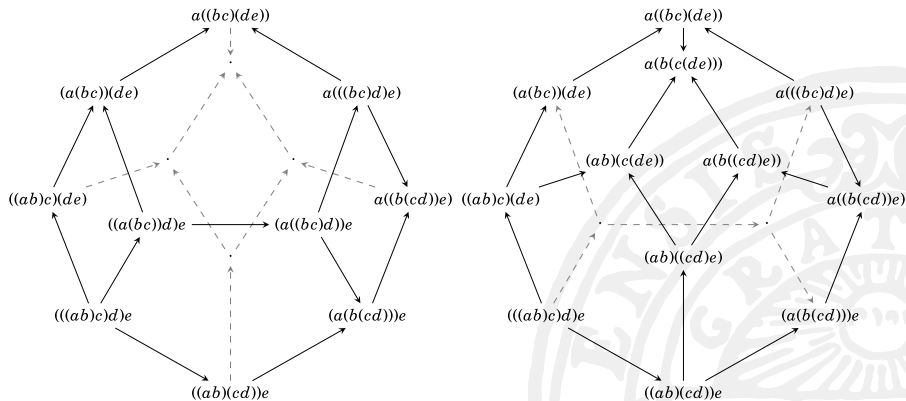 a((bc)(de))
(a(bc))(de)
a(((bc)d)e)
((ab)c)(de)
a((b(cd))e)
((a(bc))d)e
(a((bc)d))e
(((ab)c)d)e
(a(b(cd)))e
((ab)(cd))e
a((bc)(de))
a(b(c(de)))
(a(bc))(de)
a(((bc)d)e)
(ab)(c(de))
a(b((cd)e))
((ab)c)(de)
a((b(cd))e)
(ab)((cd)e)
(((ab)c)d)e
(a(b(cd)))e
((ab)(cd))e